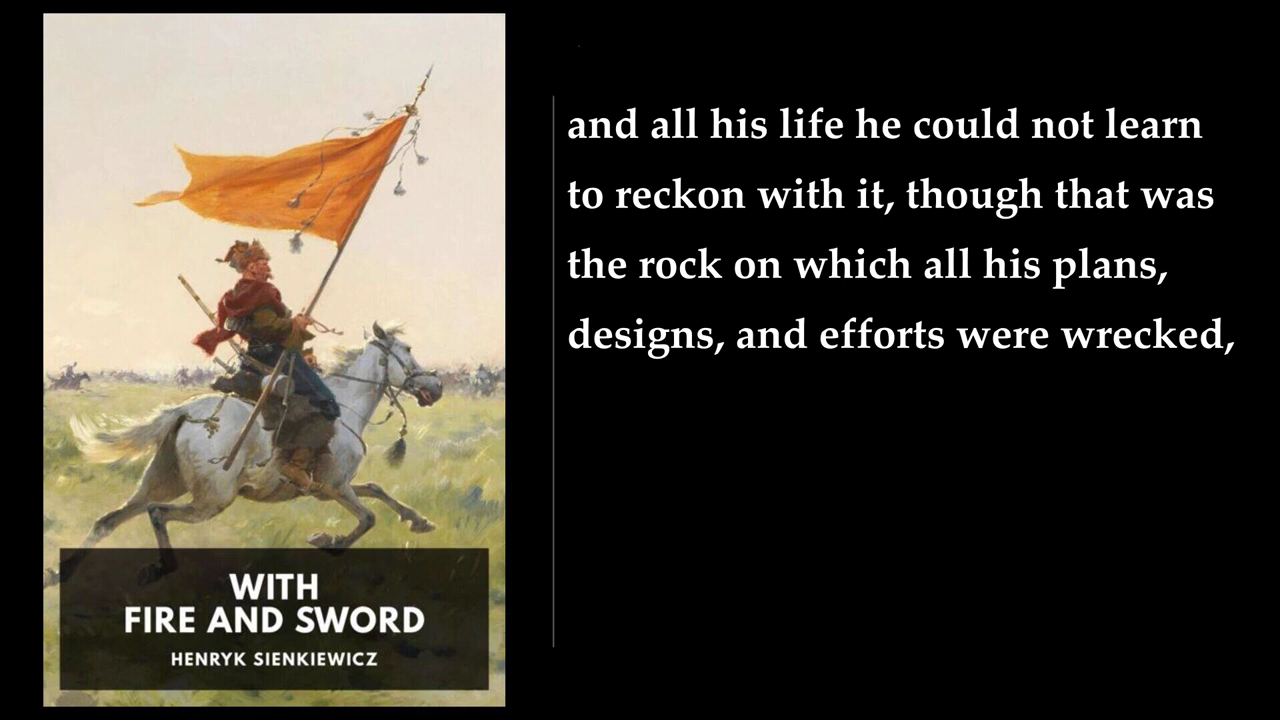 and all his life he could not learn
to reckon with it, though that was
the rock on which all his plans,
designs, and efforts were wrecked,
WITH
FIRE AND SWORD
HENRYK SIENKIEWICZ